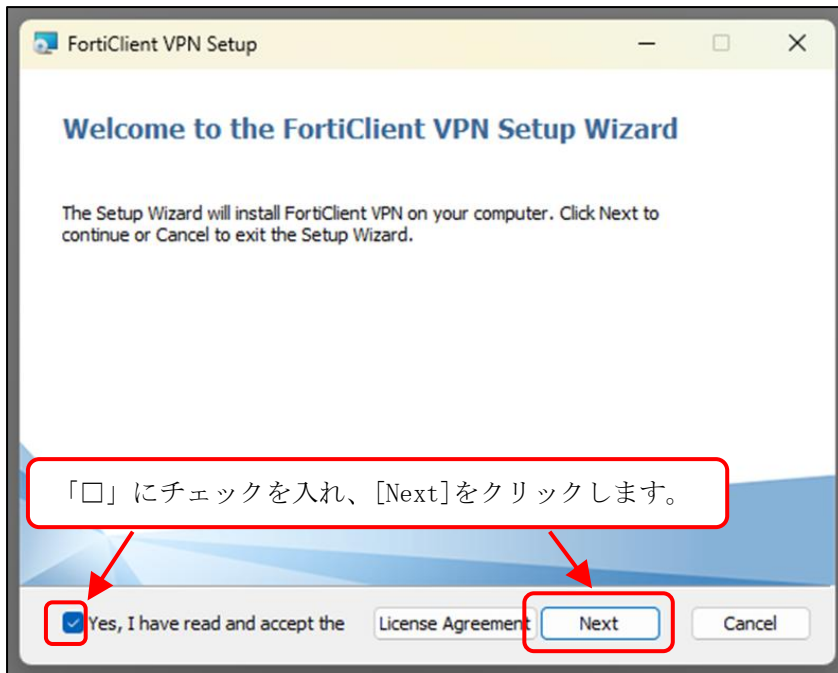 FortiClient VPN Setup
Welcome to the FortiClient VPN Setup Wizard
The Setup Wizard will install FortiClient VPN on your computer. Click Next to
continue or Cancel to exit the Setup Wizard.
「□」にチェックを入れ、[Next]をクリックします。
Yes, I have read and accept the License Agreement Next Cancel